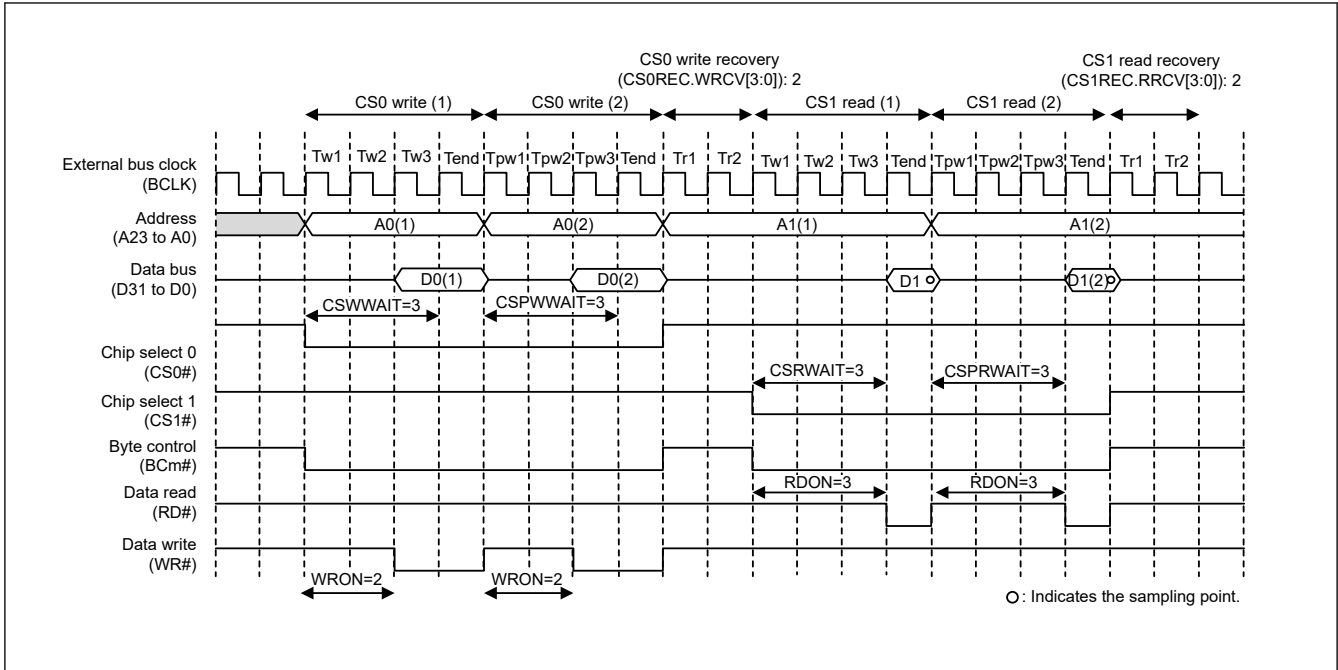 CS0 write recovery
(CS0REC.WRCV[3:0]): 2
CS1 read recovery
(CS1REC.RRCV[3:0]): 2
CS0 write (1) CS0 write (2) CS1 read (1) CS1 read (2)
Tw1 Tw2 Tw3 Tend Tpw1 Tpw2 Tpw3 Tend Tr1 Tr2 Tw1 Tw2 Tw3 Tend Tpw1 Tpw2 Tpw3 Tend Tr1 Tr2
External bus clock
(BCLK)
Address
(A23 to A0)
A0(1) A0(2) A1(1) A1(2)
Data bus
(D31 to D0)
D0(1) D0(2) D1 D1(2)
CSWWAIT=3 CSPWWAIT=3
Chip select 0
(CS0#)
CSRWAIT=3 CSPRWAIT=3
Chip select 1
(CS1#)
Byte control
(BCm#)
RDON=3 RDON=3
Data read
(RD#)
Data write
(WR#)
WRON=2 WRON=2
: Indicates the sampling point.